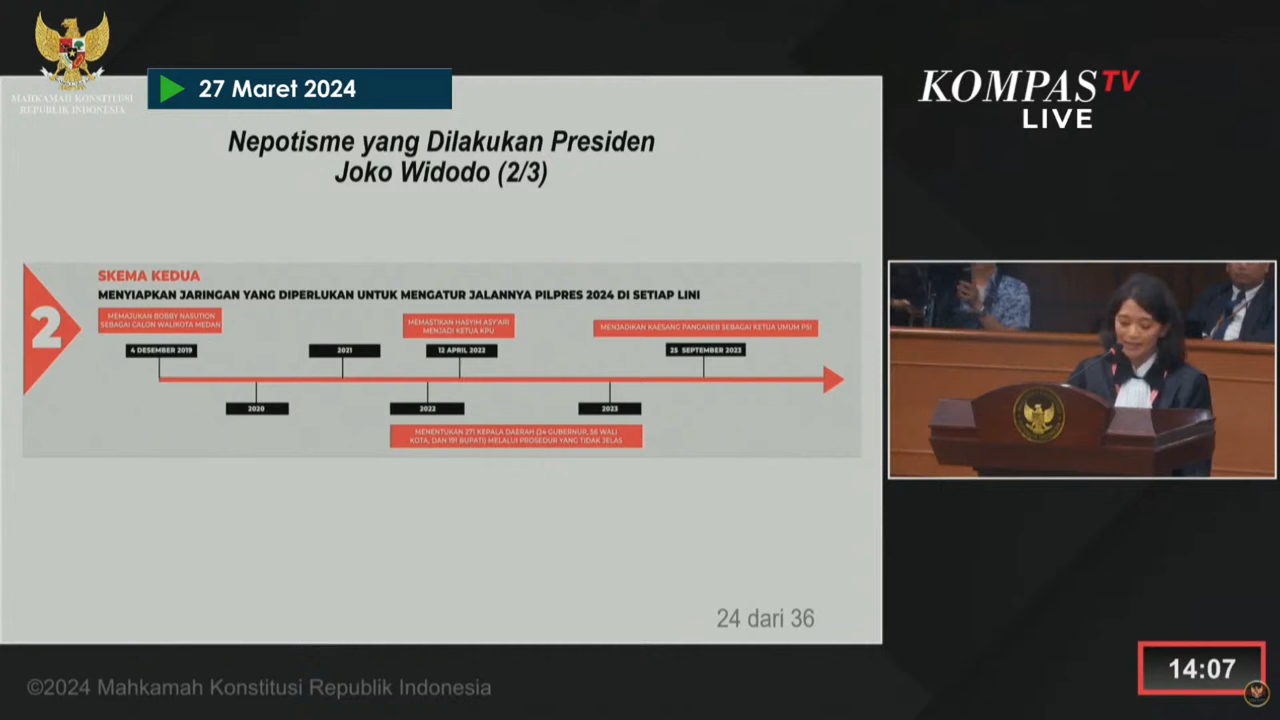 MAHKAMAH KONSTITUSI
REPUBLIK INDONESIA
27 Maret 2024
KOMPAS TV
LIVE
Nepotisme yang Dilakukan Presiden
Joko Widodo (2/3)
2
SKEMA KEDUA
MENYIAPKAN JARINGAN YANG DIPERLUKAN UNTUK MENGATUR JALANNYA PILPRES 2024 DI SETIAP LINI
MEMAJUKAN BOBBY NASUTION
SEBAGAI CALON WALIKOTA MEDAN
4 DESEMBER 2019
2021
MEMASTIKAN HASYIM ASY'ARI
MENJADI KETUA KPU
12 APRIL 2022
MENJADIKAN KAESANG PANGAREB SEBAGAI KETUA UMUM PSI
25 SEPTEMBER 2023
2020
2022
2023
MENENTUKAN 271 KEPALA DAERAH (24 GUBERNUR, 56 WALI
KOTA, DAN 191 BUPATI) MELALUI PROSEDUR YANG TIDAK JELAS
24 dari 36
14:07
©2024 Mahkamah Konstitusi Republik Indonesia